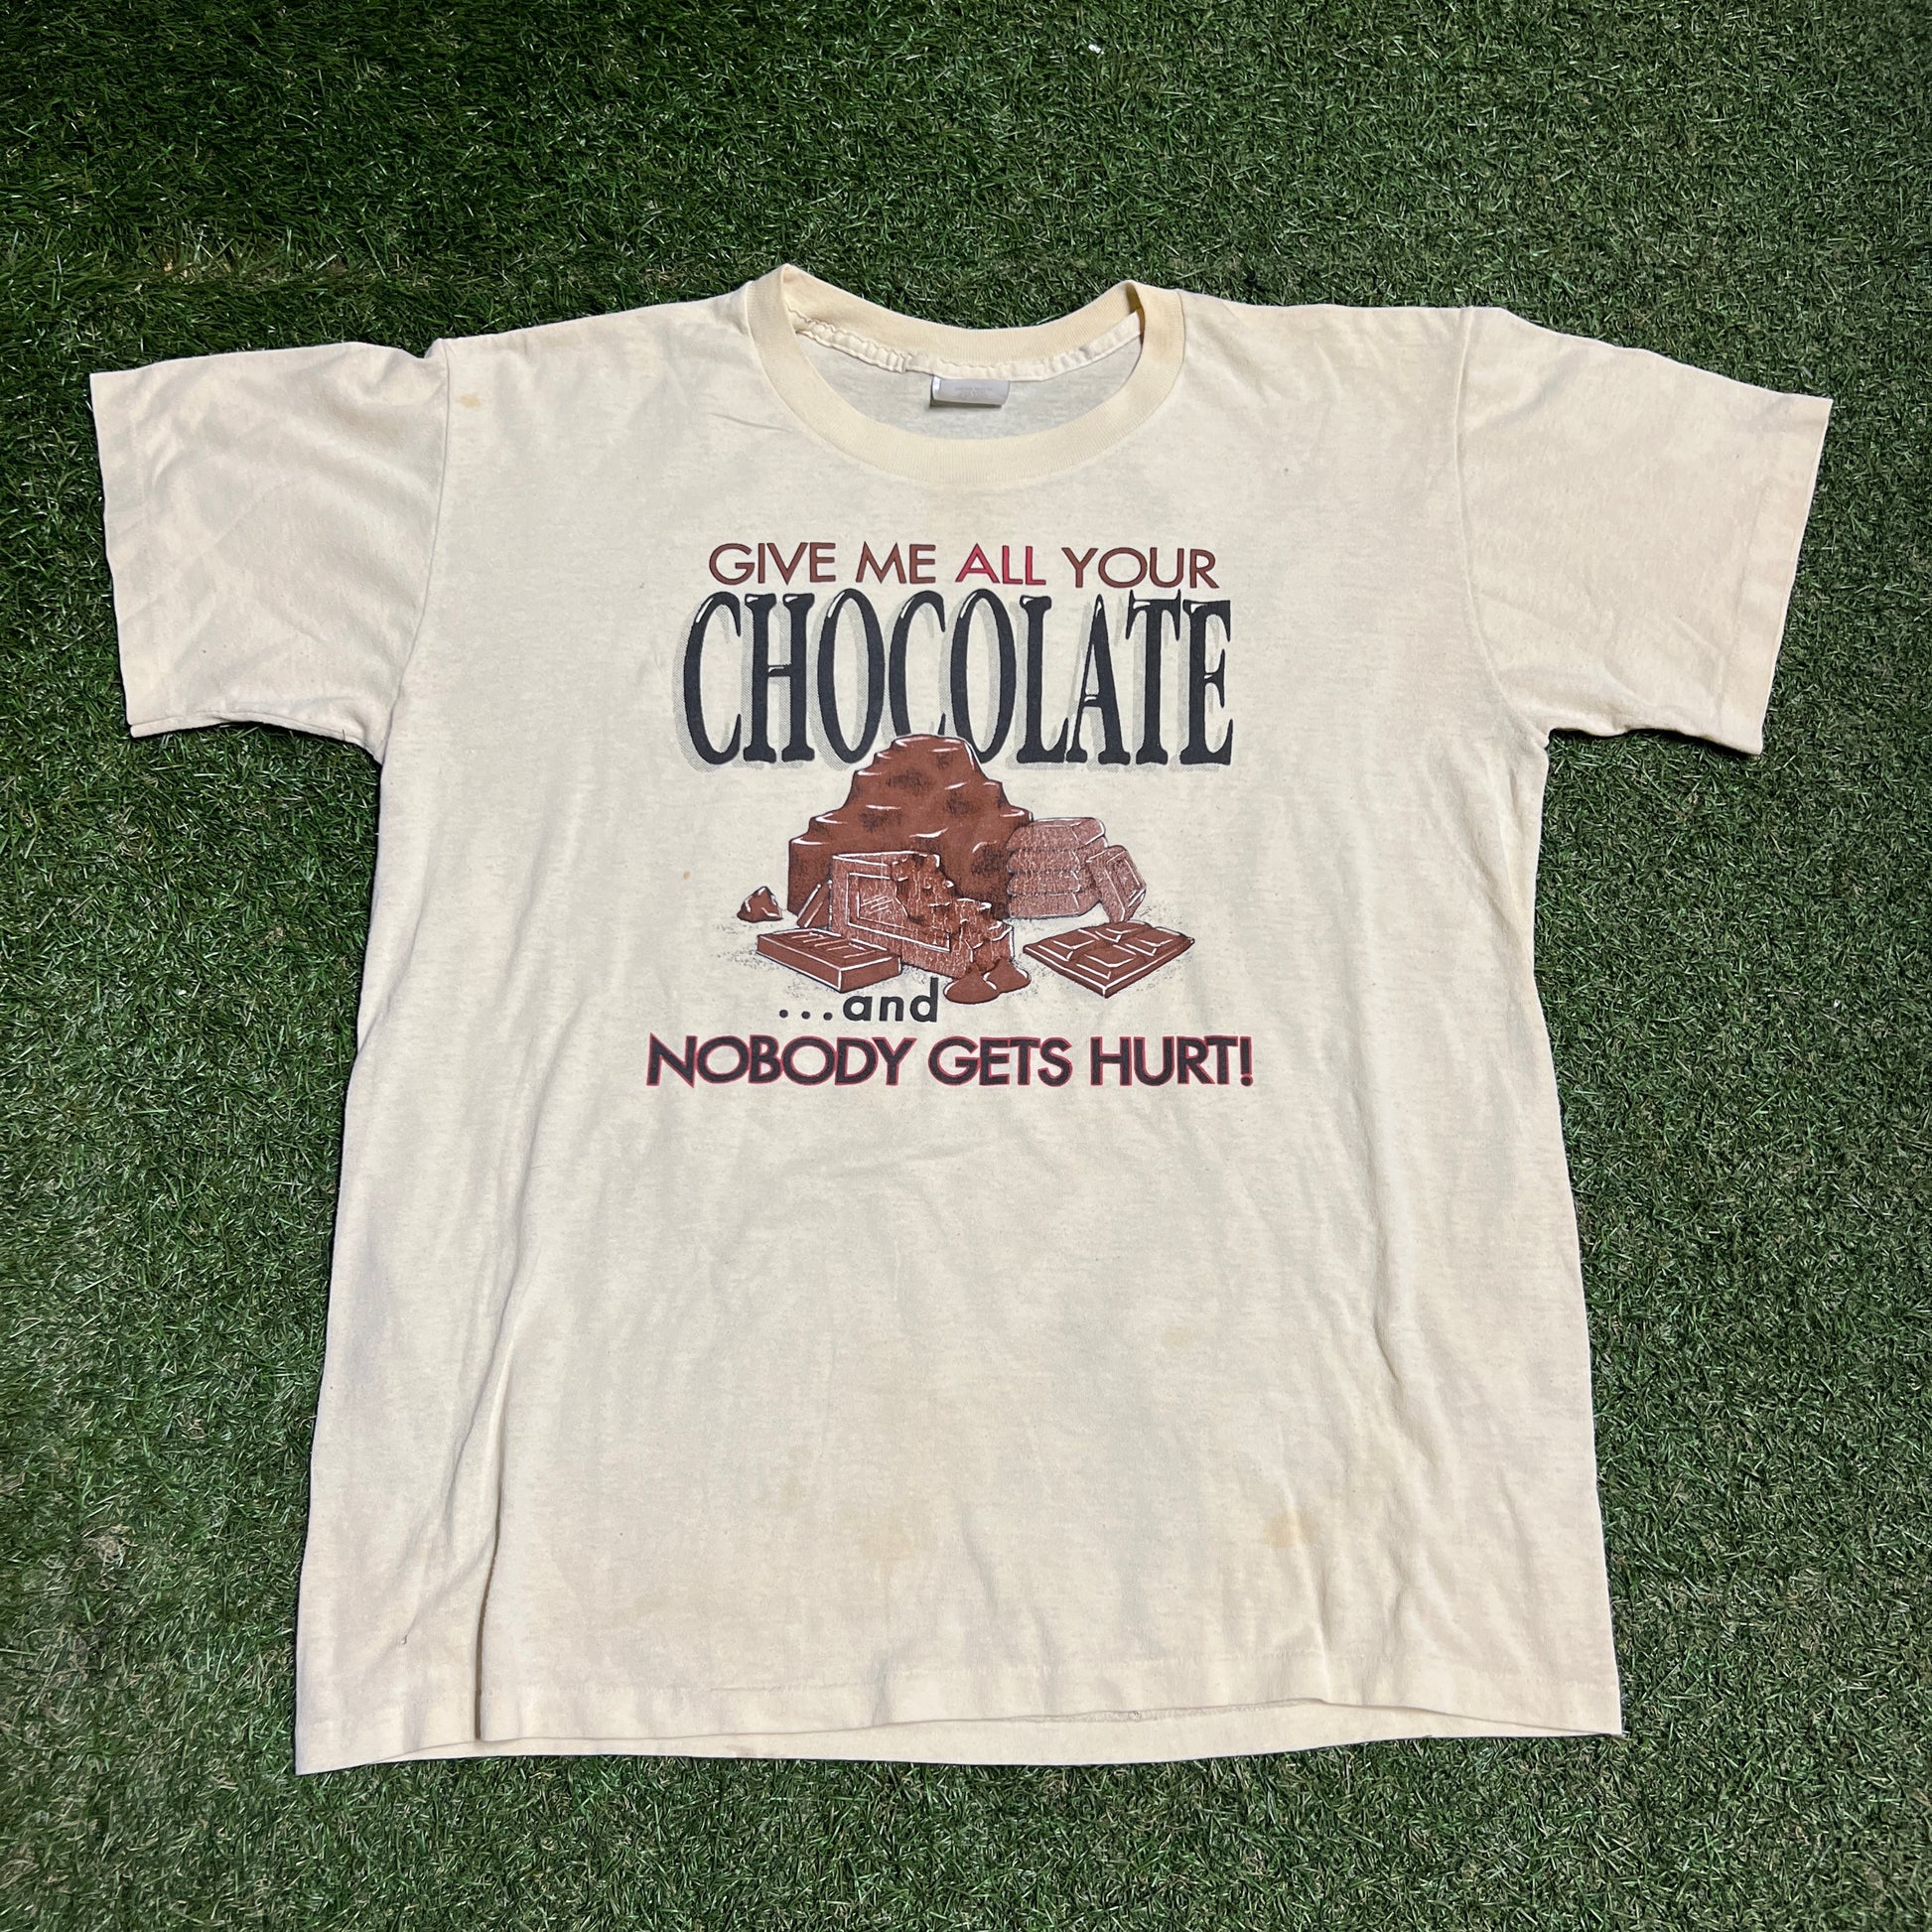 GIVE ME ALL YOUR
CHOCOLATE
...and
NOBODY GETS HURT!